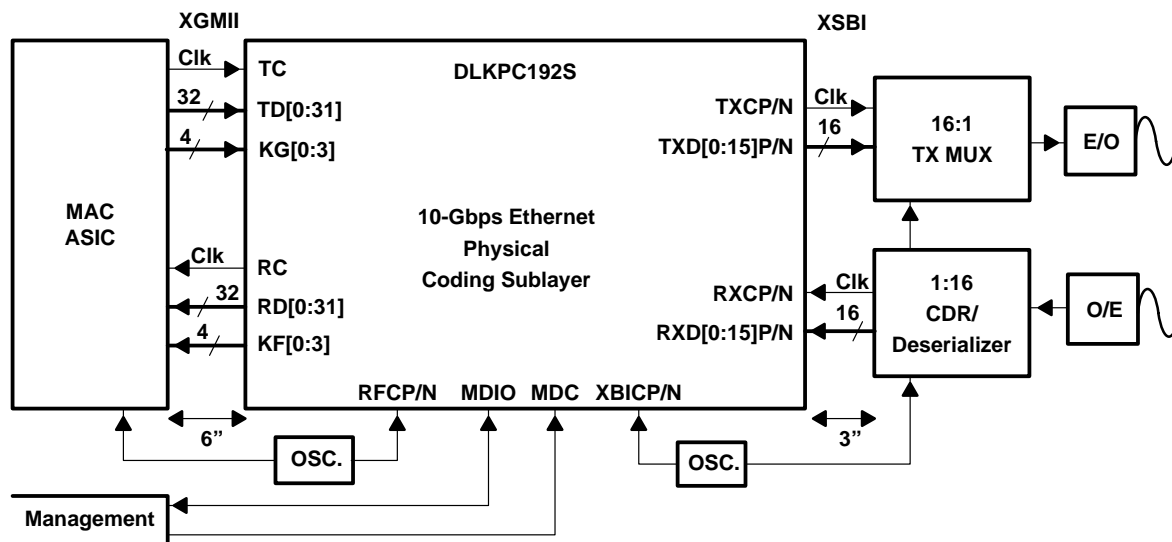 XGMII
XSBI
MAC
ASIC
Clk
32
4
Clk
32
4
TC
TD[0:31]
KG[0:3]
RC
RD[0:31]
KF[0:3]
DLKPC192S
10-Gbps Ethernet
Physical
Coding Sublayer
TXCP/N
TXD[0:15]P/N
RXCP/N
RXD[0:15]P/N
Clk
16
Clk
16
16:1
TX MUX
E/O
1:16
CDR/
Deserializer
O/E
RFCP/N
MDIO
MDC
XBICP/N
6”
3”
OSC.
OSC.
Management